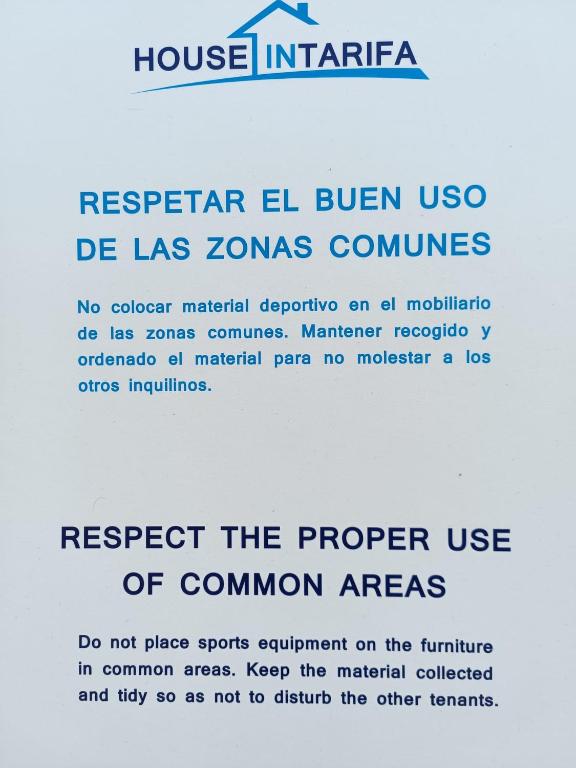 HOUSE INTARIFA
RESPETAR EL BUEN USO
DE LAS ZONAS COMUNES
No colocar material deportivo en el mobiliario
de las zonas comunes. Mantener recogido y
ordenado el material para no molestar a los
otros inquilinos.
RESPECT THE PROPER USE
OF COMMON AREAS
Do not place sports equipment on the furniture
in common areas. Keep the material collected
and tidy so as not to disturb the other tenants.